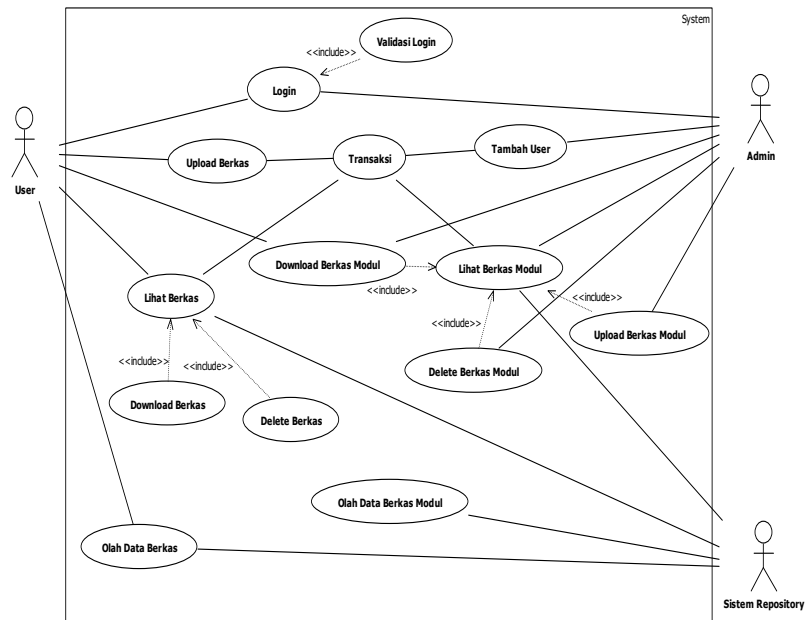 System
Validasi Login
<<include>>
Login
Upload Berkas
Transaksi
Tambah User
User
Admin
Download Berkas Modul
Lihat Berkas Modul
<<include>>
Lihat Berkas
<<include>>
<<include>>
Upload Berkas Modul
<<include>>
<<include>>
Delete Berkas Modul
Download Berkas
Delete Berkas
Olah Data Berkas Modul
Olah Data Berkas
Sistem Repository